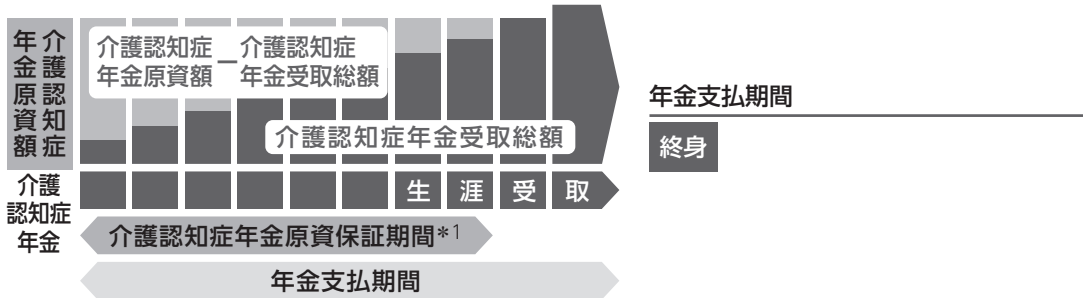 介護認知症
年金原資額
介護認知症
年金原資額
ー
介護認知症
年金受取総額
介護認知症年金受取総額
介護
認知症
年金
生涯受取
介護認知症年金原資保証期間*1
年金支払期間
年金支払期間
終身